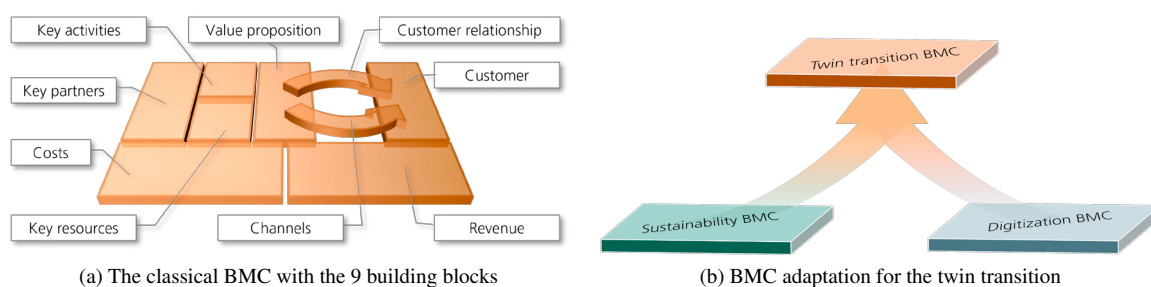 Key activities
Value proposition
Customer relationship
Key partners
Customer
Costs
Key resources
Channels
Revenue
(a) The classical BMC with the 9 building blocks
Twin transition BMC
Sustainability BMC
Digitization BMC
(b) BMC adaptation for the twin transition